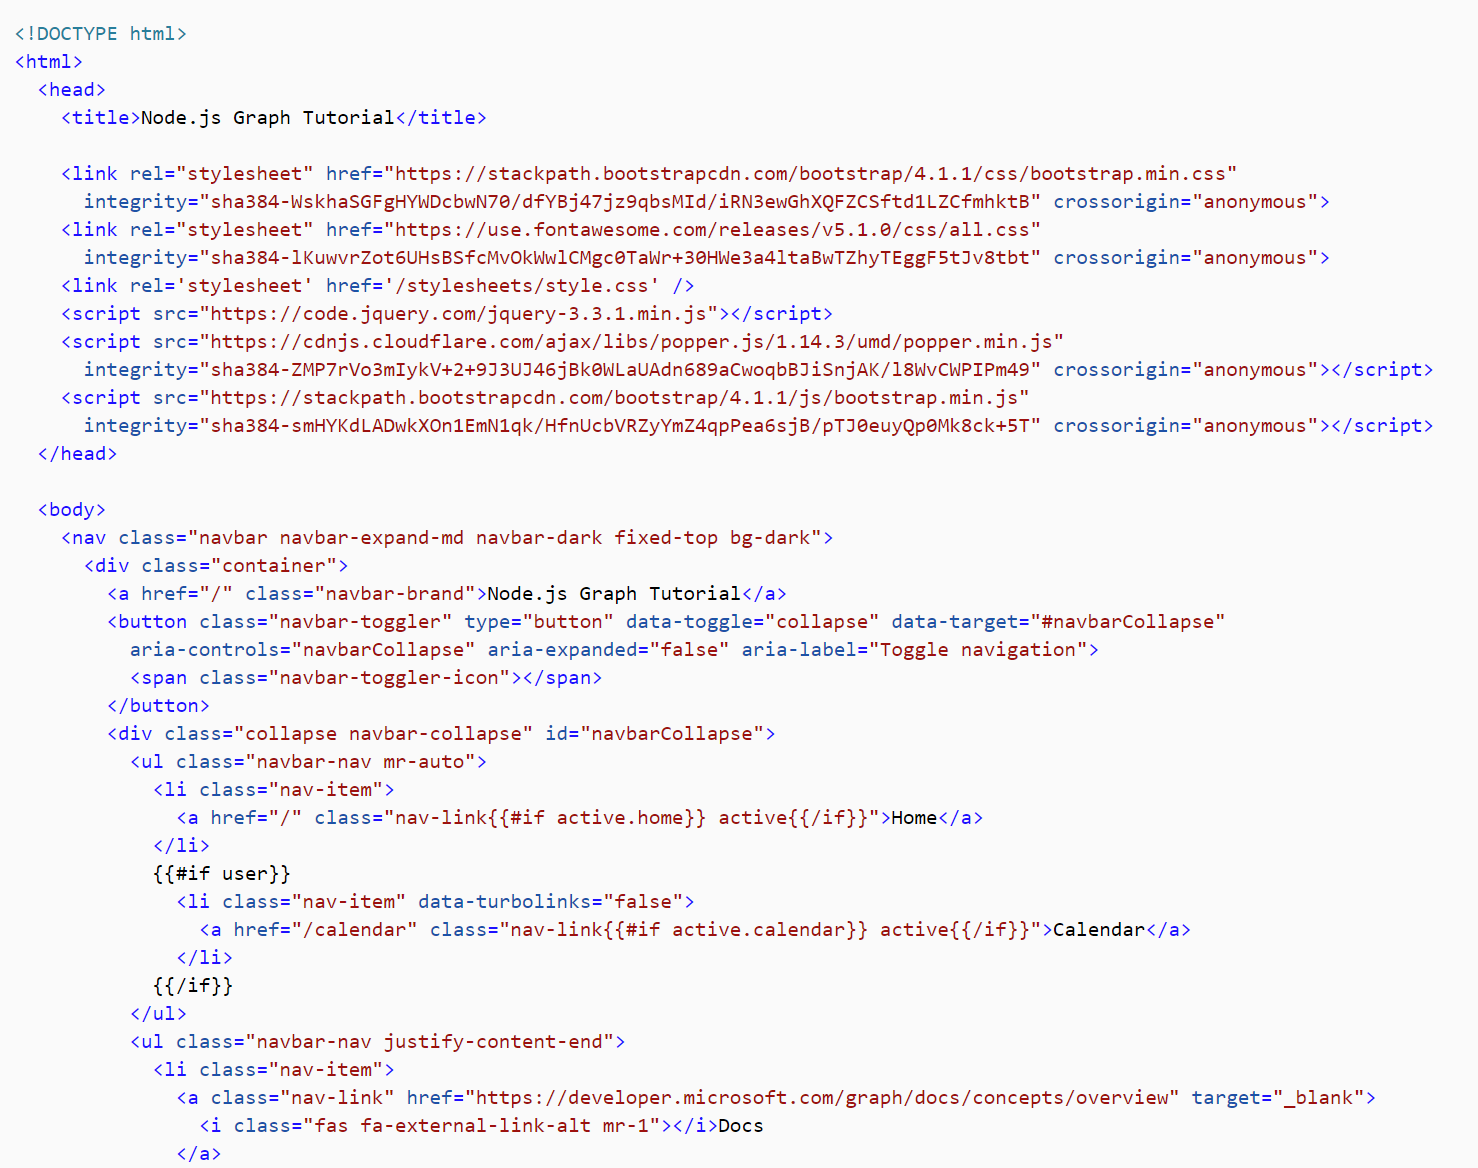 <!DOCTYPE html>
<html>
  <head>
    <title>Node.js Graph Tutorial</title>

    <link rel="stylesheet" href="https://stackpath.bootstrapcdn.com/bootstrap/4.1.1/css/bootstrap.min.css"
      integrity="sha384-WskhaSGFgHYWDcbwN70/dfYBj47jz9qbsMId/iRN3ewGhXQFZCSftd1LZCfmhktB" crossorigin="anonymous">
    <link rel="stylesheet" href="https://use.fontawesome.com/releases/v5.1.0/css/all.css"
      integrity="sha384-lKuwvrZot6UHsBSfcMvOkWwlCMgc0TaWr+30HWe3a4ltaBwTZhyTEggF5tJv8tbt" crossorigin="anonymous">
    <link rel='stylesheet' href='/stylesheets/style.css' />
    <script src="https://code.jquery.com/jquery-3.3.1.min.js"></script>
    <script src="https://cdnjs.cloudflare.com/ajax/libs/popper.js/1.14.3/umd/popper.min.js"
      integrity="sha384-ZMP7rVo3mIykV+2+9J3UJ46jBk0WLaUAdn689aCwoqbBJiSnjAK/l8WvCWPIPm49" crossorigin="anonymous"></script>
    <script src="https://stackpath.bootstrapcdn.com/bootstrap/4.1.1/js/bootstrap.min.js"
      integrity="sha384-smHYKdLADwkXOn1EmN1qk/HfnUcbVRZyYmZ4qpPea6sjB/pTJ0euyQp0Mk8ck+5T" crossorigin="anonymous"></script>
  </head>

  <body>
    <nav class="navbar navbar-expand-md navbar-dark fixed-top bg-dark">
      <div class="container">
        <a href="/" class="navbar-brand">Node.js Graph Tutorial</a>
        <button class="navbar-toggler" type="button" data-toggle="collapse" data-target="#navbarCollapse"
          aria-controls="navbarCollapse" aria-expanded="false" aria-label="Toggle navigation">
          <span class="navbar-toggler-icon"></span>
        </button>
        <div class="collapse navbar-collapse" id="navbarCollapse">
          <ul class="navbar-nav mr-auto">
            <li class="nav-item">
              <a href="/" class="nav-link{{#if active.home}} active{{/if}}">Home</a>
            </li>
            {{#if user}}
              <li class="nav-item" data-turbolinks="false">
                <a href="/calendar" class="nav-link{{#if active.calendar}} active{{/if}}">Calendar</a>
              </li>
            {{/if}}
          </ul>
          <ul class="navbar-nav justify-content-end">
            <li class="nav-item">
              <a class="nav-link" href="https://developer.microsoft.com/graph/docs/concepts/overview" target="_blank">
                <i class="fas fa-external-link-alt mr-1"></i>Docs
              </a>